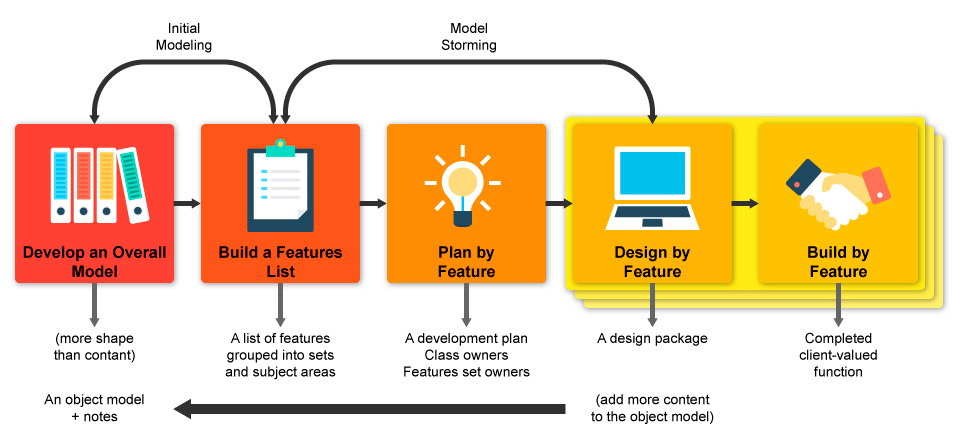 Initial
Modeling
Model
Storming
Develop an Overall
Model
Build a Features
List
Plan by
Feature
Design by
Feature
Build by
Feature
(more shape
than contant)
A list of features
grouped into sets
and subject areas
A development plan
Class owners
Features set owners
A design package
Completed
client-valued
function
An object model
+ notes
(add more content
to the object model)